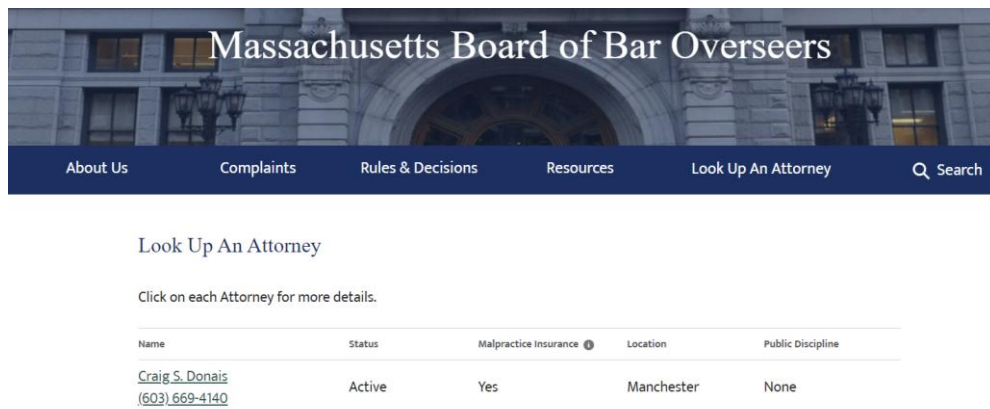 Massachusetts Board of Bar Overseers
About Us Complaints Rules & Decisions Resources Look Up An Attorney Search
Look Up An Attorney
Click on each Attorney for more details.
Name Status Malpractice Insurance Location Public Discipline
Craig S. Donais
(603) 669-4140 Active Yes Manchester None